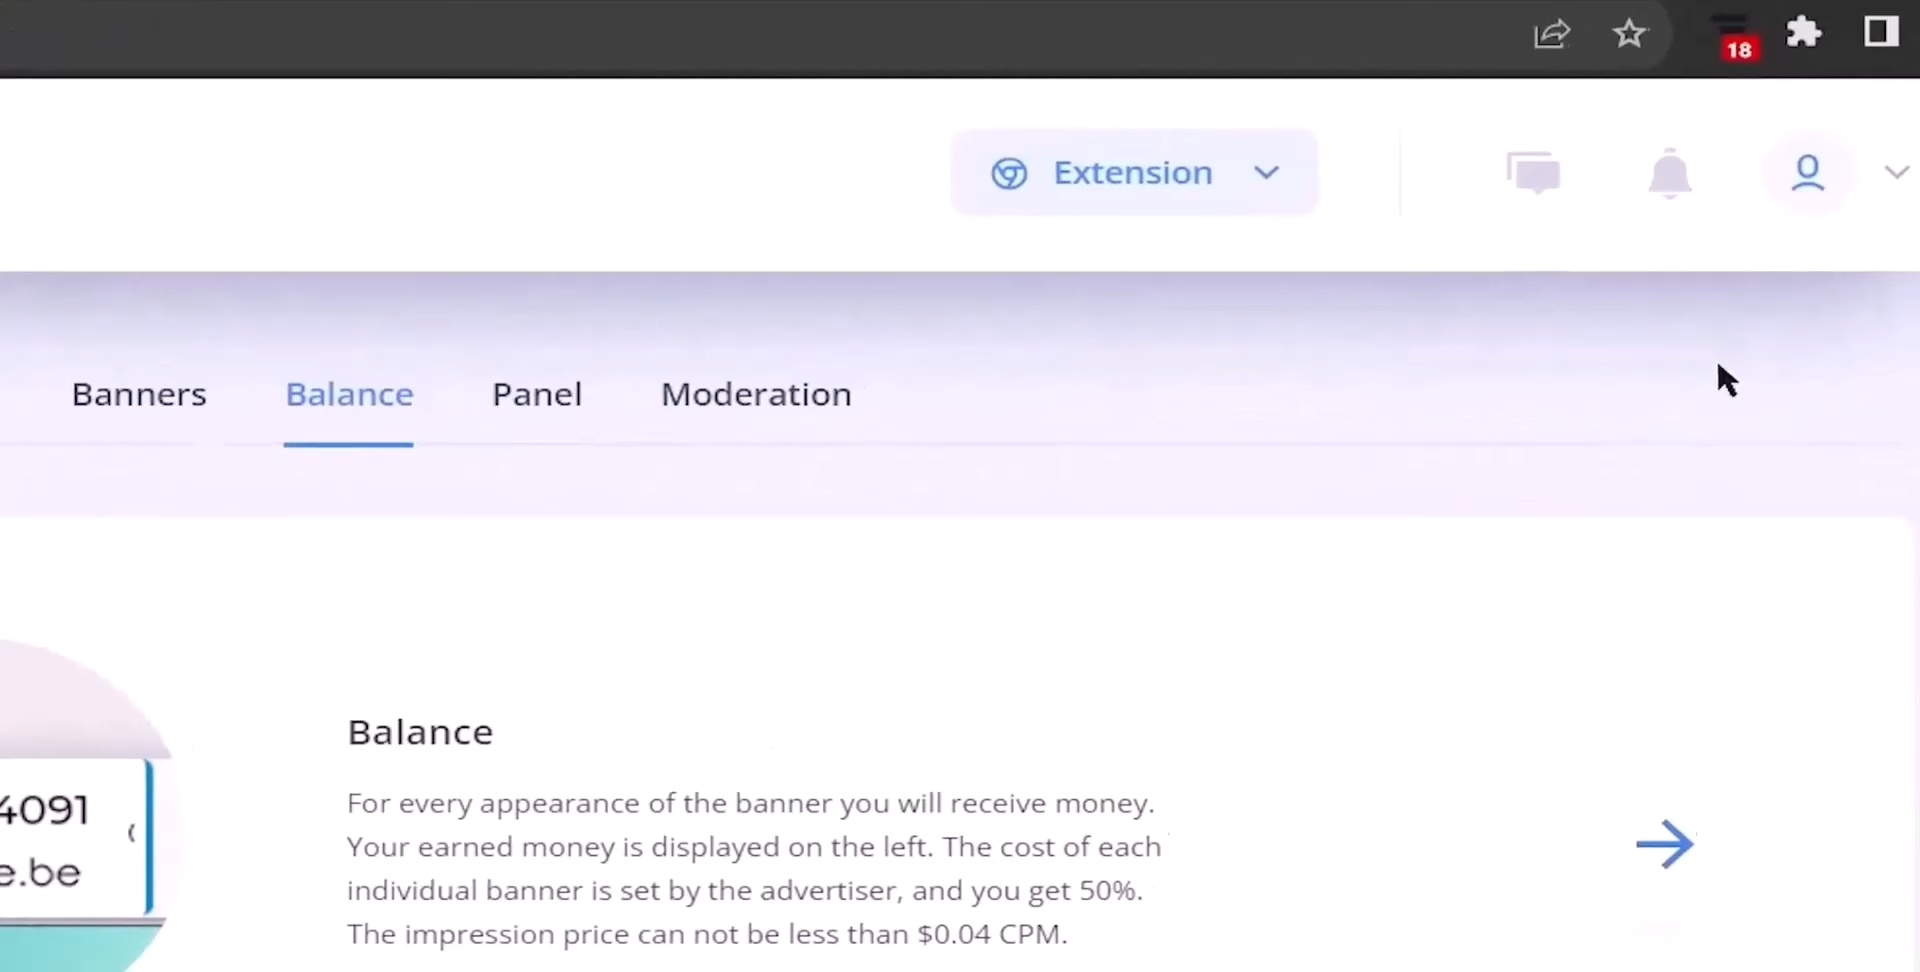 18
Extension
Banners Balance Panel Moderation
Balance
For every appearance of the banner you will receive money.
Your earned money is displayed on the left. The cost of each
individual banner is set by the advertiser, and you get 50%.
The impression price can not be less than $0.04 CPM.
4091
e.be